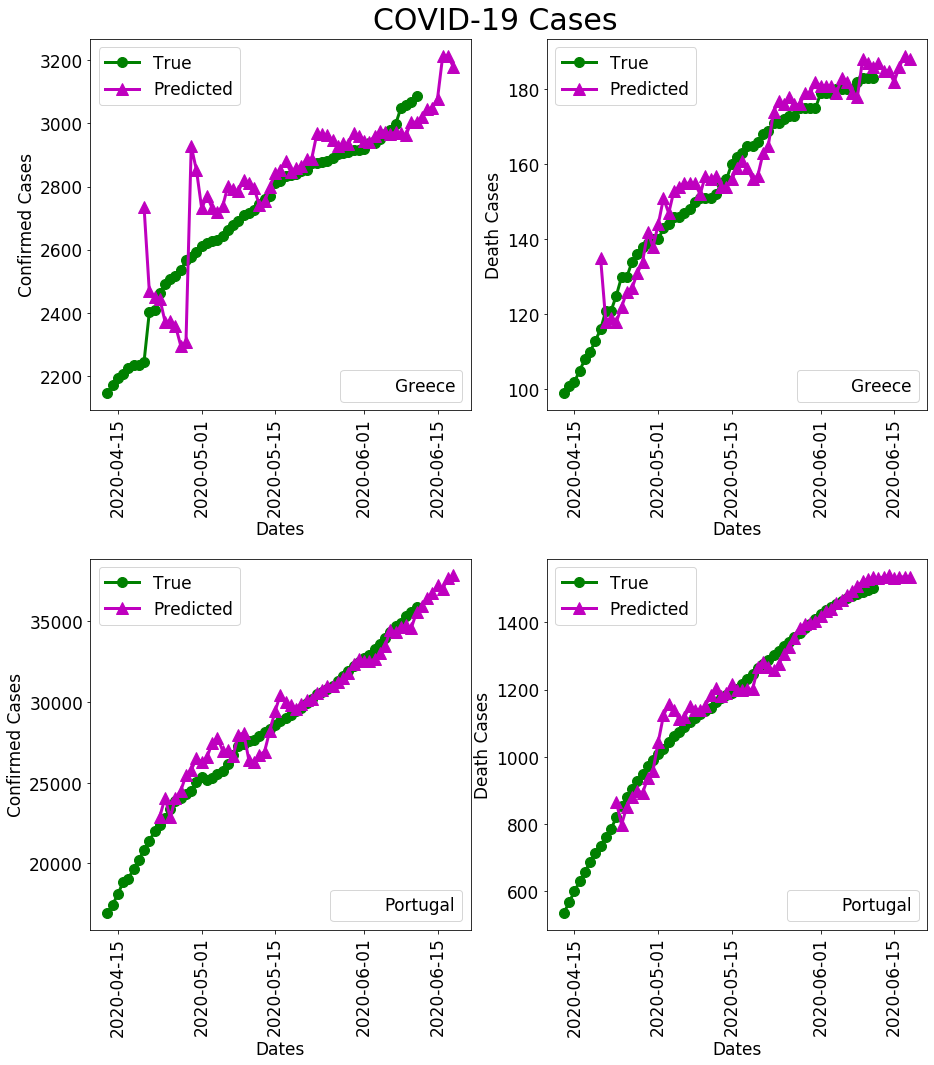 COVID-19 Cases
True
Predicted
3200
3000
2800
2600
2400
2200
Confirmed Cases
Greece
2020-04-15
2020-05-01
2020-05-15
2020-06-01
2020-06-15
Dates
True
Predicted
180
160
140
120
100
Death Cases
Greece
2020-04-15
2020-05-01
2020-05-15
2020-06-01
2020-06-15
Dates
True
Predicted
35000
30000
25000
20000
Confirmed Cases
Portugal
2020-04-15
2020-05-01
2020-05-15
2020-06-01
2020-06-15
Dates
True
Predicted
1400
1200
1000
800
600
Death Cases
Portugal
2020-04-15
2020-05-01
2020-05-15
2020-06-01
2020-06-15
Dates